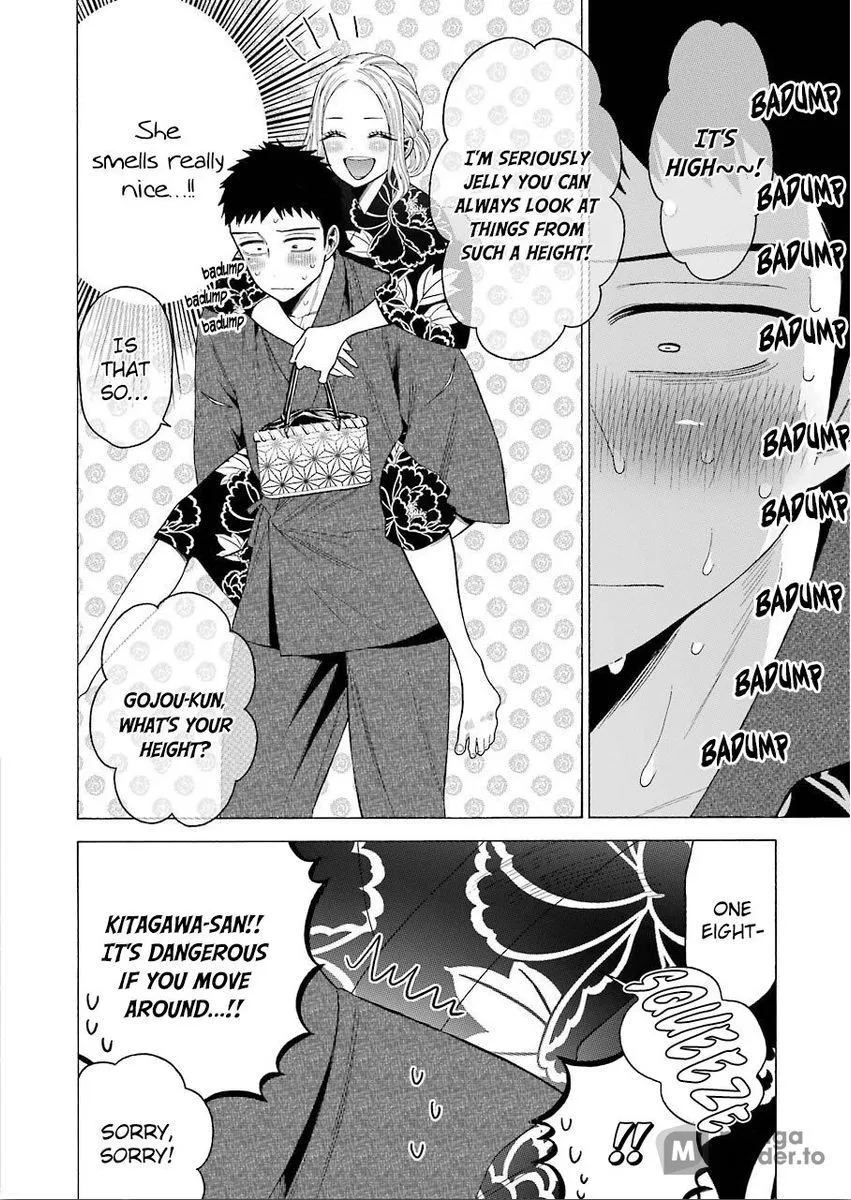 BADUMP
IT'S
HIGH~~!
BADUMP
BADUMP
BADUMP
BADUMP
BADUMP
BADUMP
BADUMP
BADUMP
I'M SERIOUSLY
JELLY YOU CAN
ALWAYS LOOK AT
THINGS FROM
SUCH A HEIGHT!
She
smells really
nice...!!
badump
badump
badump
IS
THAT
SO...
GOJOU-KUN,
WHAT'S YOUR
HEIGHT?
ONE
EIGHT-
SQUEEZE
!!
KITAGAWA-SAN!!
IT'S DANGEROUS
IF YOU MOVE
AROUND...!!
SORRY,
SORRY!